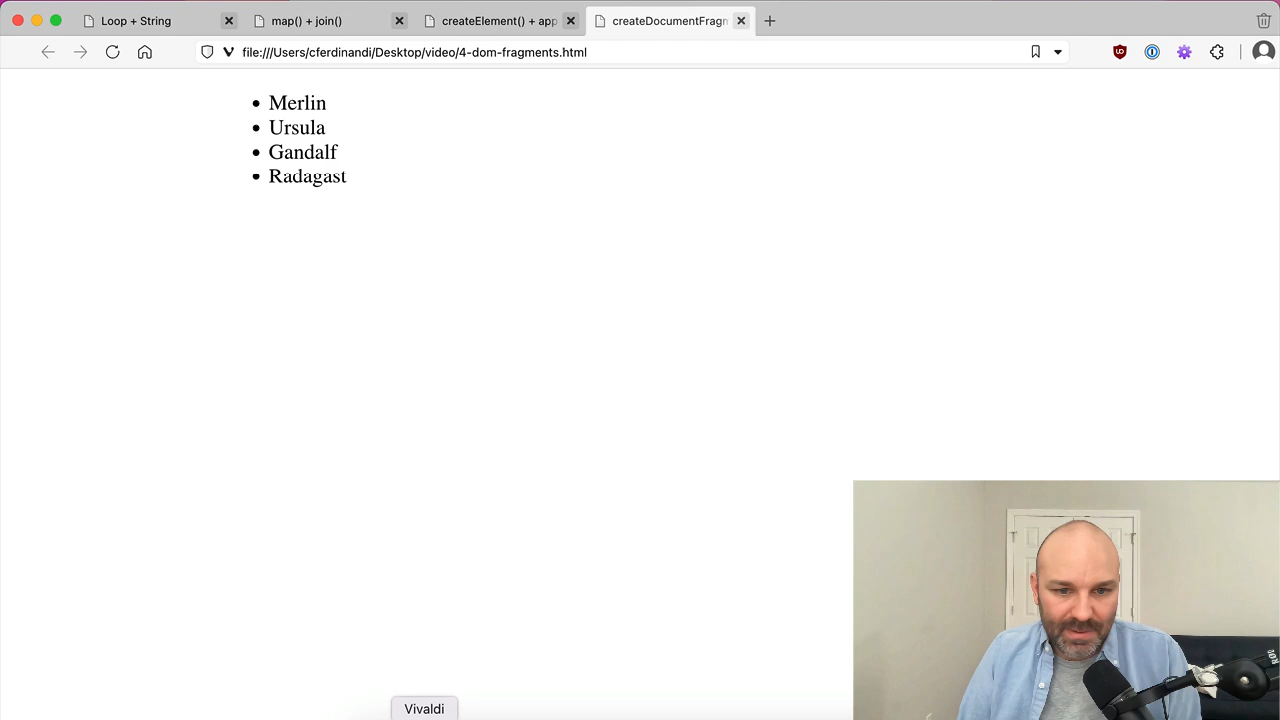 Loop + String
map() + join()
createElement() + app
createDocumentFragm
file:///Users/cferdinandi/Desktop/video/4-dom-fragments.html
Merlin
Ursula
Gandalf
Radagast
Vivaldi